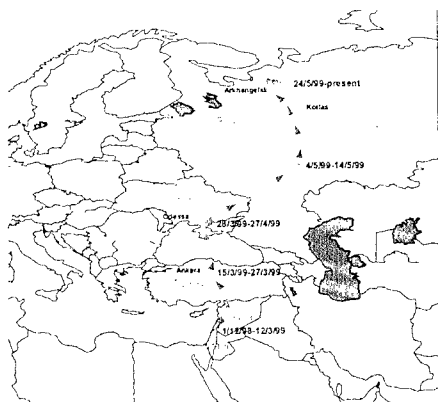 24/5/99-present
Arkhangelsk
Kotlas
4/5/99-14/5/99
Odessa
28/3/99-27/4/99
Ankara
15/3/99-27/3/99
1/12/98-12/3/99